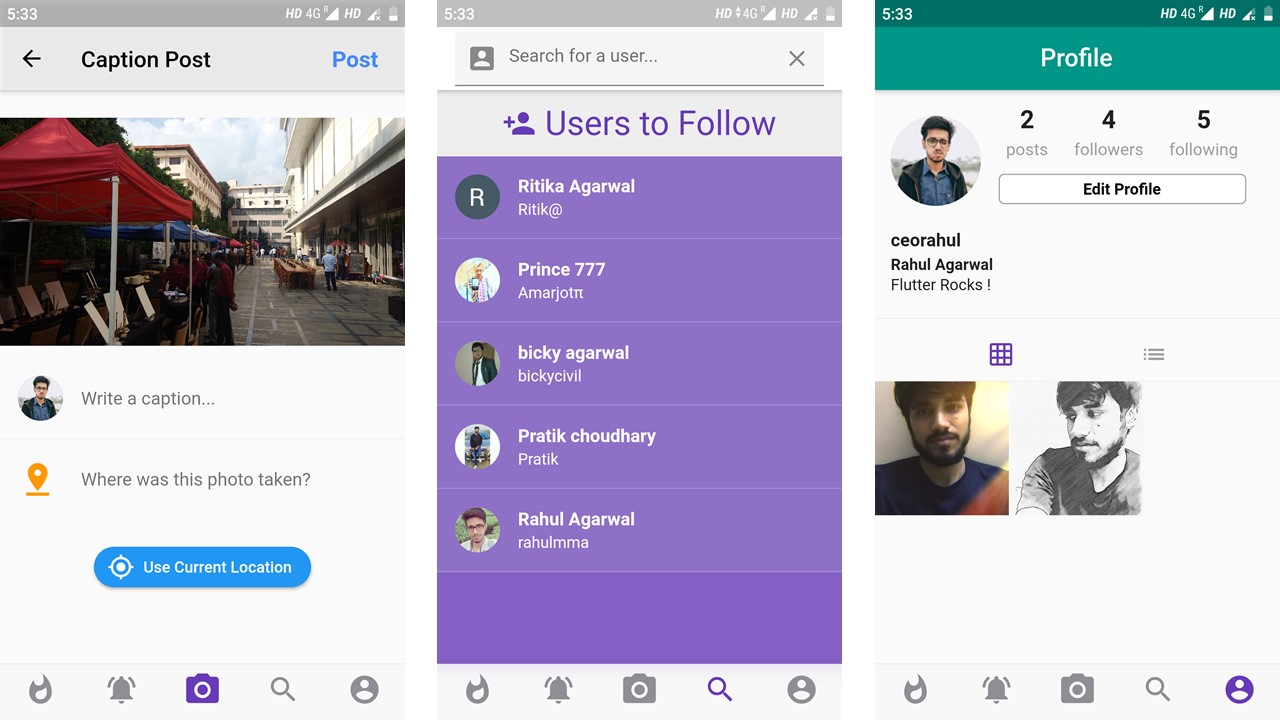 5:33
HD 4G R HD
Caption Post
Post
Write a caption...
Where was this photo taken?
Use Current Location
5:33
HD 4G R HD
Search for a user...
Users to Follow
R
Ritika Agarwal
Ritik@
Prince 777
Amarjotπ
bicky agarwal
bickycivil
Pratik choudhary
Pratik
Rahul Agarwal
rahulmma
5:33
HD 4G R HD
Profile
2
4
5
posts
followers
following
Edit Profile
ceorahul
Rahul Agarwal
Flutter Rocks !